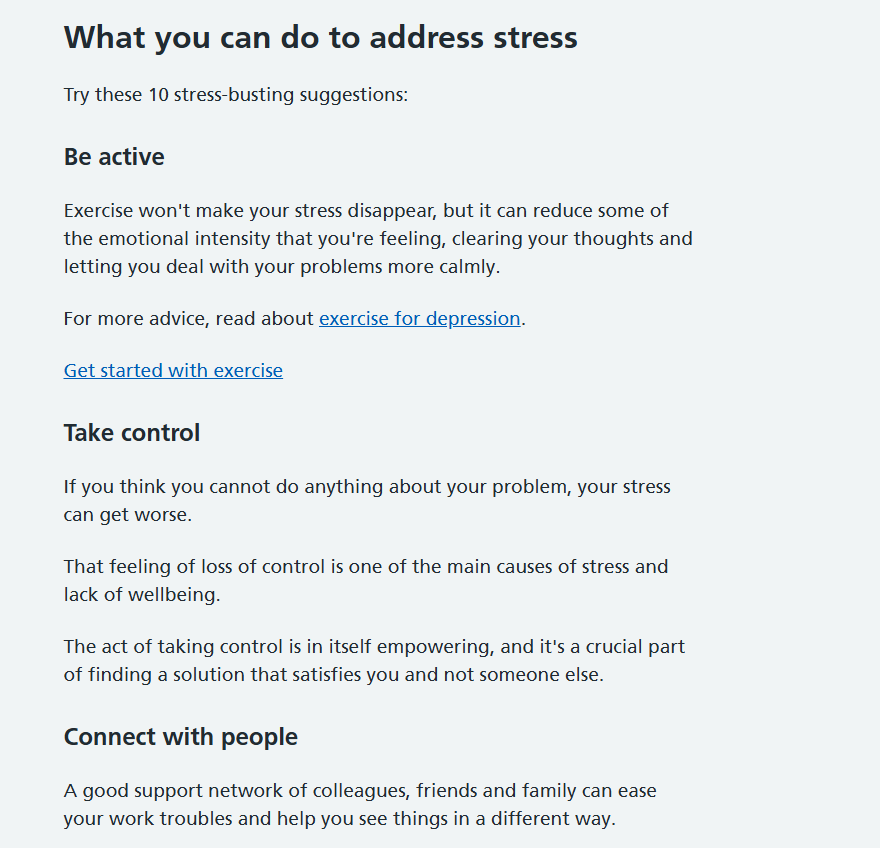 What you can do to address stress
Try these 10 stress-busting suggestions:
Be active
Exercise won't make your stress disappear, but it can reduce some of
the emotional intensity that you're feeling, clearing your thoughts and
letting you deal with your problems more calmly.
For more advice, read about exercise for depression.
Get started with exercise
Take control
If you think you cannot do anything about your problem, your stress
can get worse.
That feeling of loss of control is one of the main causes of stress and
lack of wellbeing.
The act of taking control is in itself empowering, and it's a crucial part
of finding a solution that satisfies you and not someone else.
Connect with people
A good support network of colleagues, friends and family can ease
your work troubles and help you see things in a different way.